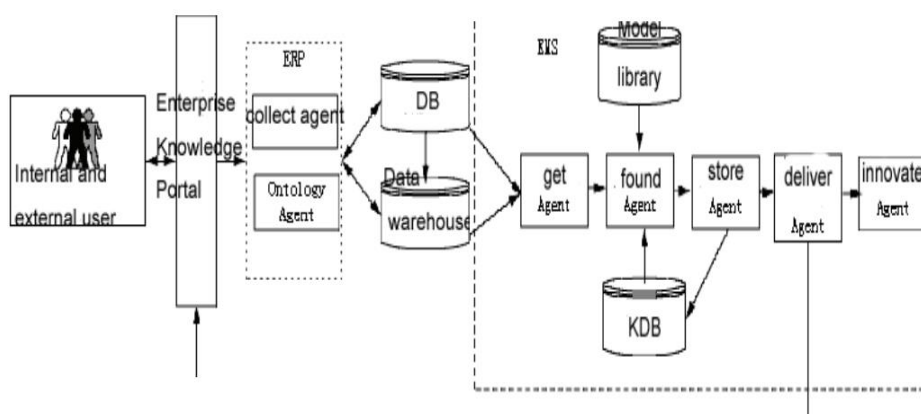 Internal and
external user
Enterprise
Knowledge
Portal
ERP
collect agent
Ontology
Agent
DB
Data
warehouse
EMS
Model
library
get
Agent
found
Agent
store
Agent
deliver
Agent
innovate
Agent
KDB